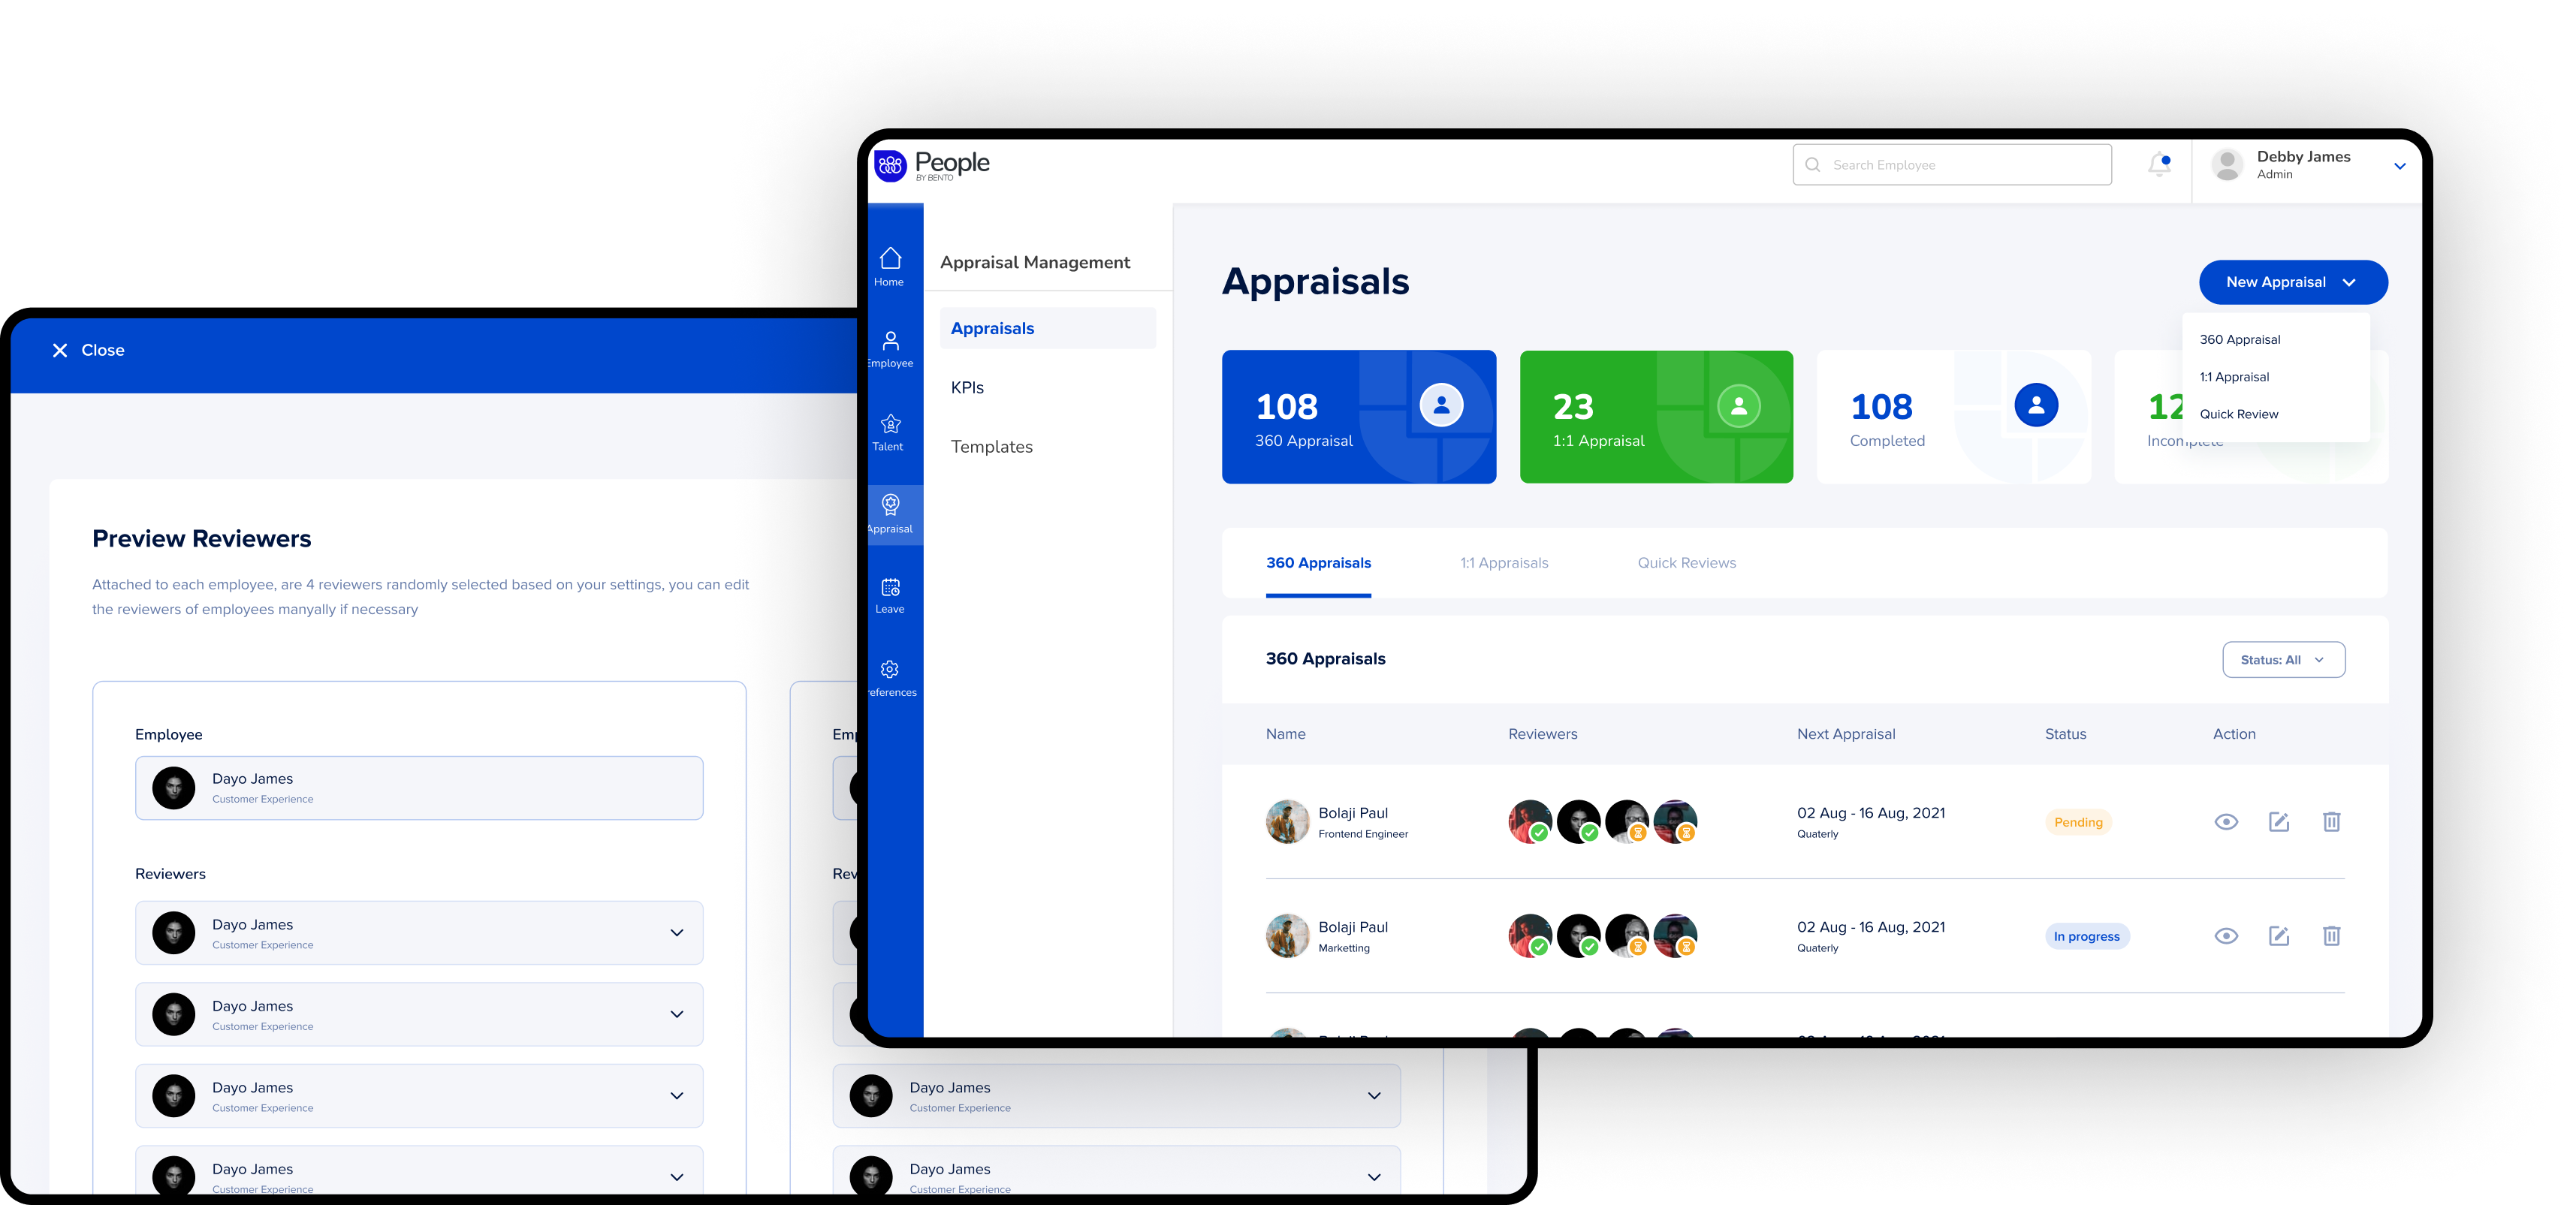 People
BY BENTO
Search Employee
Debby James
Admin
Home
Employee
Talent
Appraisal
Leave
references
Appraisal Management
Appraisals
KPIs
Templates
Appraisals
New Appraisal
360 Appraisal
1:1 Appraisal
Quick Review
108
360 Appraisal
23
1:1 Appraisal
108
Completed
12
Incomplete
360 Appraisals
1:1 Appraisals
Quick Reviews
360 Appraisals
Status: All
Name
Reviewers
Next Appraisal
Status
Action
Bolaji Paul
Frontend Engineer
02 Aug - 16 Aug, 2021
Quaterly
Pending
Bolaji Paul
Marketting
02 Aug - 16 Aug, 2021
Quaterly
In progress
Close
Preview Reviewers
Attached to each employee, are 4 reviewers randomly selected based on your settings, you can edit
the reviewers of employees manyally if necessary
Employee
Dayo James
Customer Experience
Reviewers
Dayo James
Customer Experience
Dayo James
Customer Experience
Dayo James
Customer Experience
Dayo James
Customer Experience
Emp
Rev
Dayo James
Customer Experience
Dayo James
Customer Experience